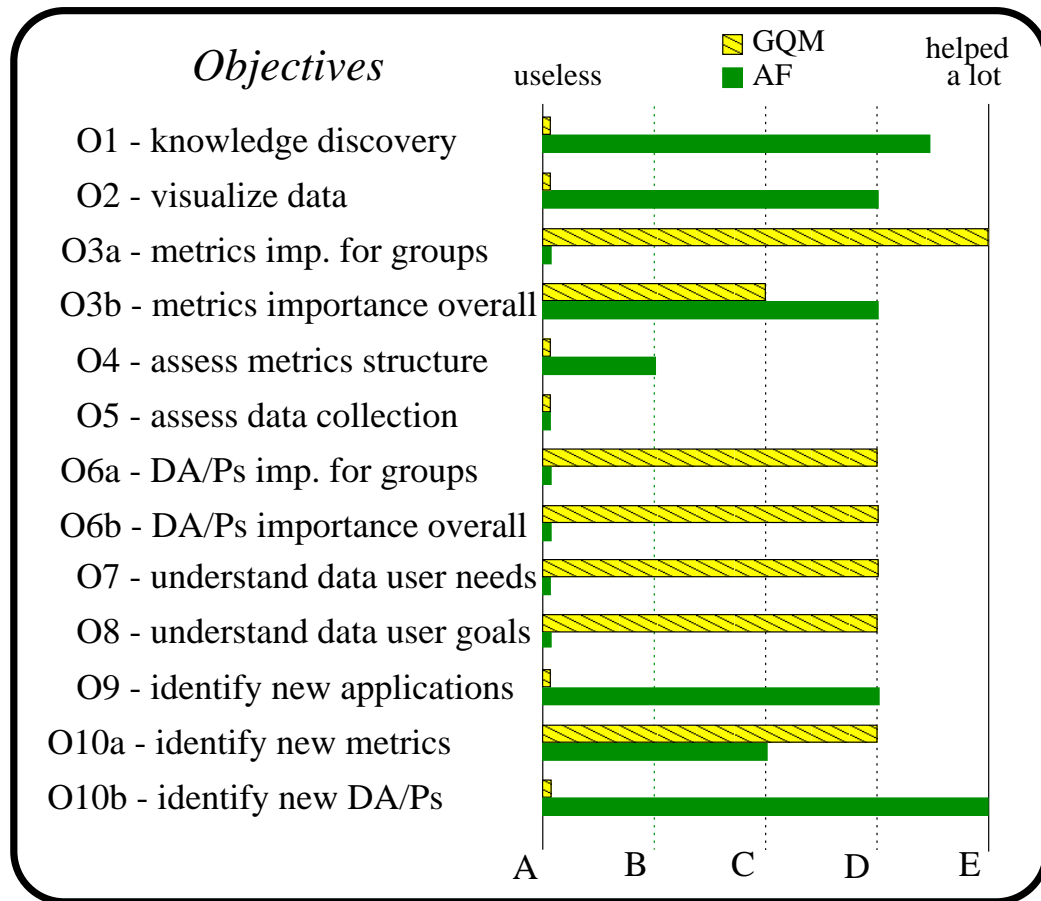 Objectives
GQM
AF
useless
helped
a lot
O1 - knowledge discovery
O2 - visualize data
O3a - metrics imp. for groups
O3b - metrics importance overall
O4 - assess metrics structure
O5 - assess data collection
O6a - DA/Ps imp. for groups
O6b - DA/Ps importance overall
O7 - understand data user needs
O8 - understand data user goals
O9 - identify new applications
O10a - identify new metrics
O10b - identify new DA/Ps
A B C D E